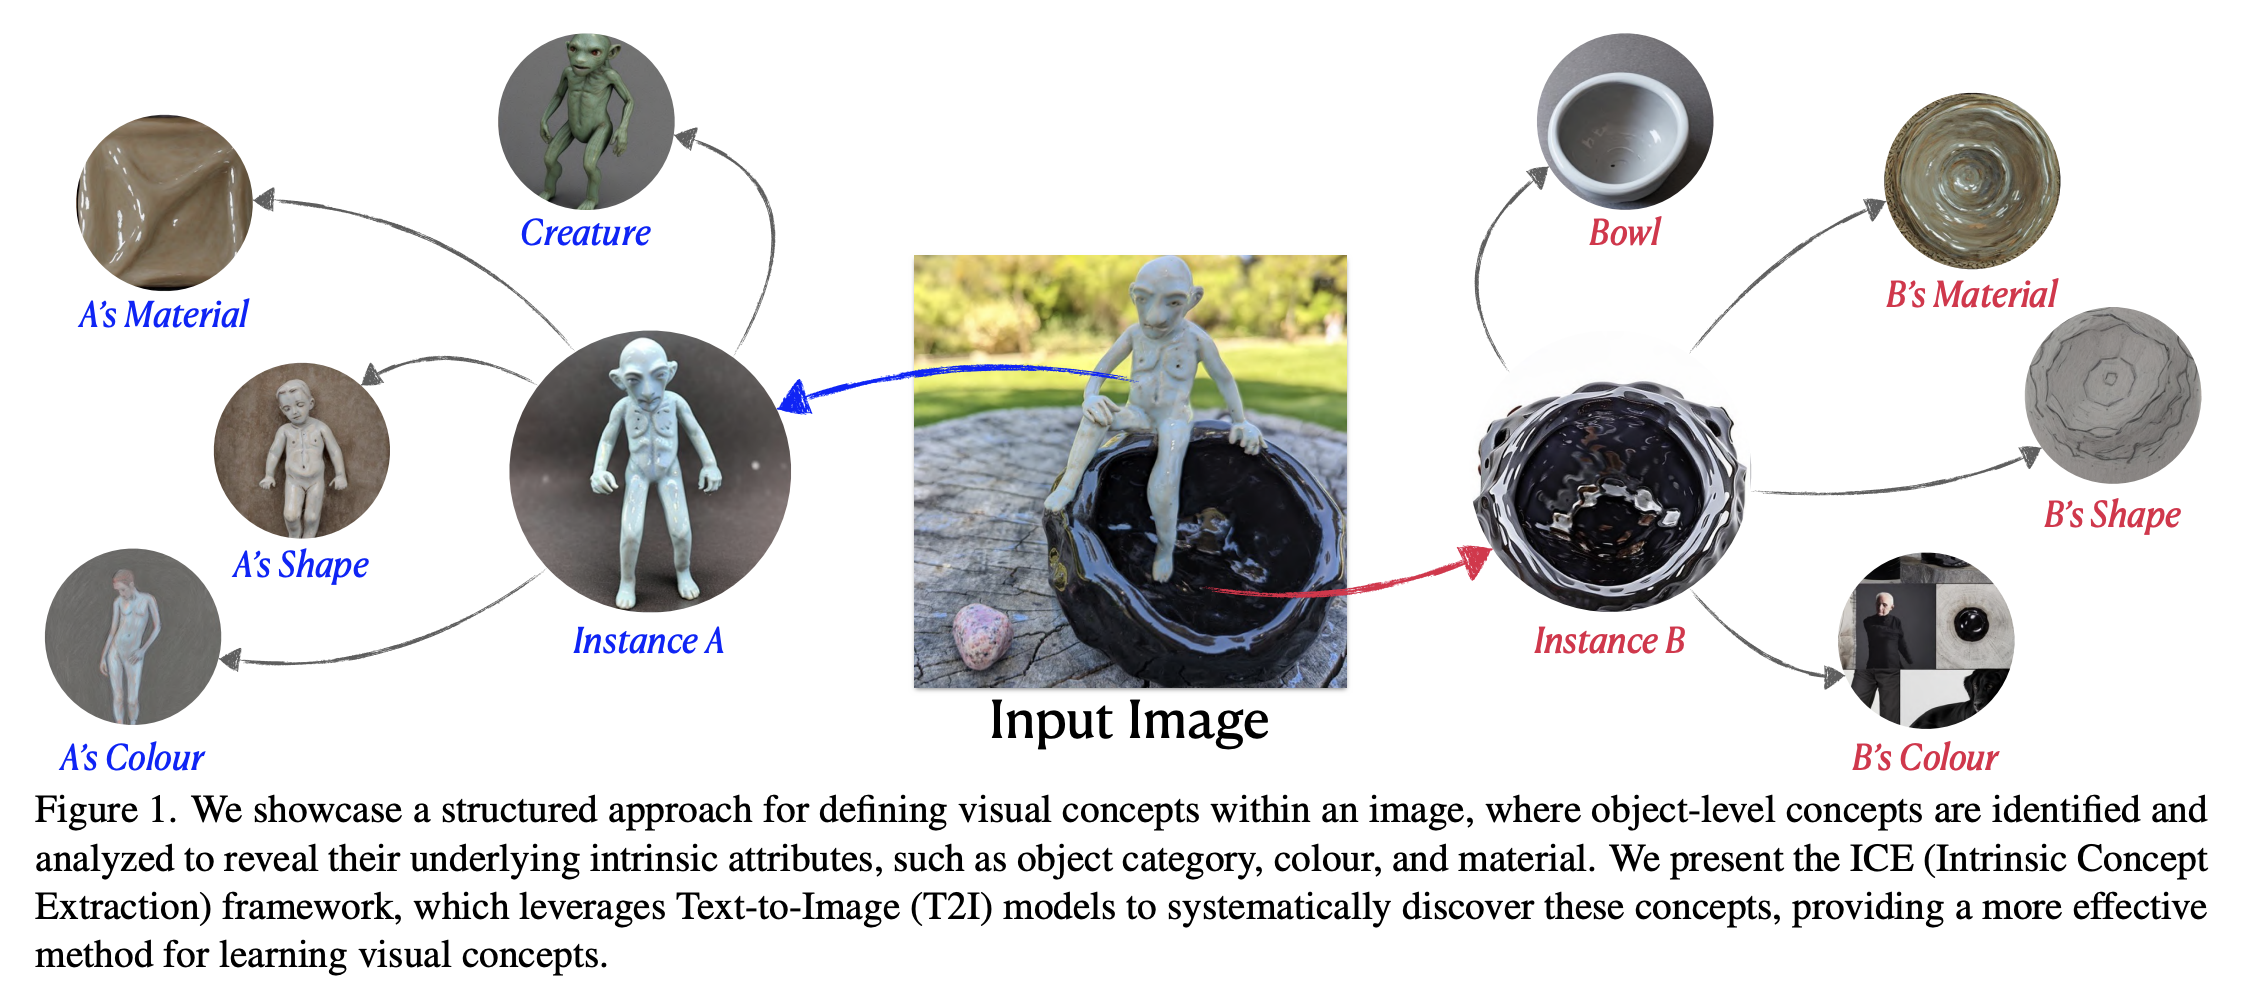 Creature
Bowl
A's Material
B's Material
A's Shape
B's Shape
Instance A
Instance B
Input Image
A's Colour
B's Colour
Figure 1. We showcase a structured approach for defining visual concepts within an image, where object-level concepts are identified and
analyzed to reveal their underlying intrinsic attributes, such as object category, colour, and material. We present the ICE (Intrinsic Concept
Extraction) framework, which leverages Text-to-Image (T2I) models to systematically discover these concepts, providing a more effective
method for learning visual concepts.